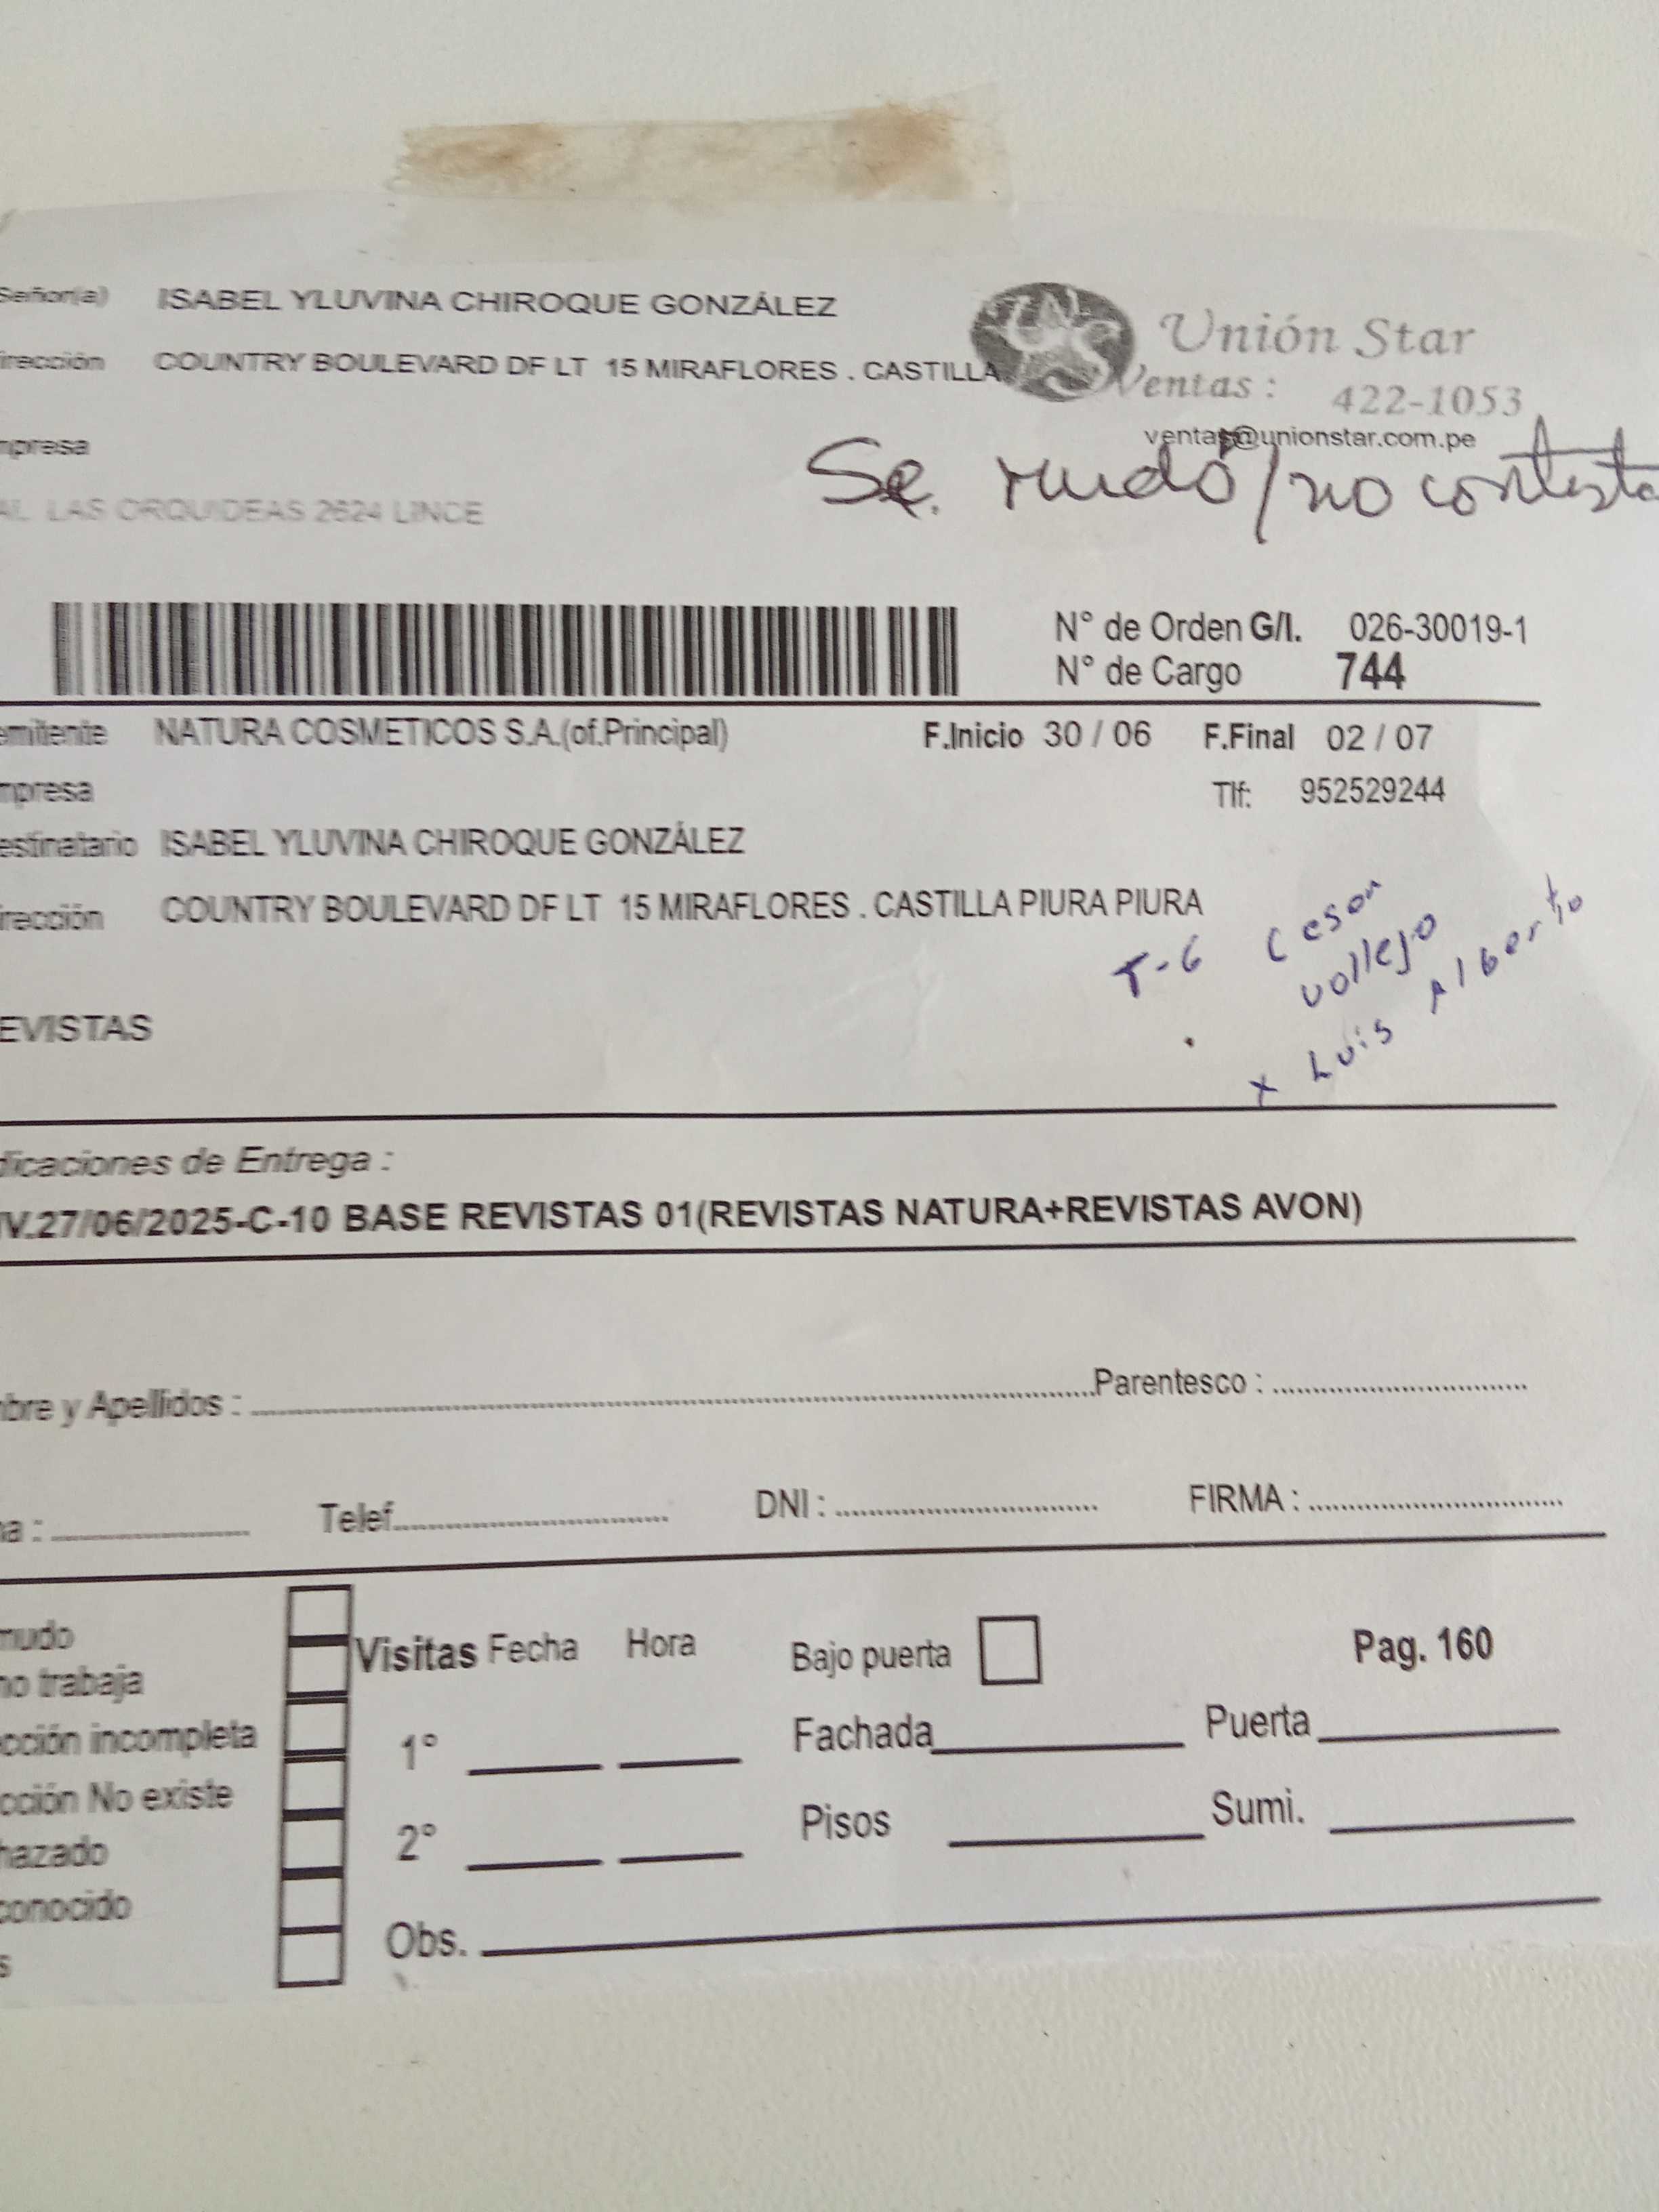 Señor(a) ISABEL YLUVINA CHIROQUE GONZÁLEZ
Unión Star
irección COUNTRY BOULEVARD DF LT 15 MIRAFLORES . CASTILLA
Ventas : 422-1053
ventas@unionstar.com.pe
mpresa
Se mudó / no contesta
AL LAS ORQUIDEAS 2624 LINCE
N° de Orden G/I. 026-30019-1
N° de Cargo 744
emitente NATURA COSMETICOS S.A.(of.Principal) F.Inicio 30 / 06 F.Final 02 / 07
mpresa Tlf: 952529244
estinatario ISABEL YLUVINA CHIROQUE GONZÁLEZ
irección COUNTRY BOULEVARD DF LT 15 MIRAFLORES . CASTILLA PIURA PIURA
T-6 Cesar
vallejo
x Luis Alberto
EVISTAS
dicaciones de Entrega :
IV.27/06/2025-C-10 BASE REVISTAS 01(REVISTAS NATURA+REVISTAS AVON)
bre y Apellidos : Parentesco :
ha : Telef. DNI : FIRMA :
mudo
no trabaja
Visitas Fecha Hora Bajo puerta Pag. 160
cción incompleta 1° Fachada Puerta
cción No existe
hazado 2° Pisos Sumi.
conocido
s Obs.